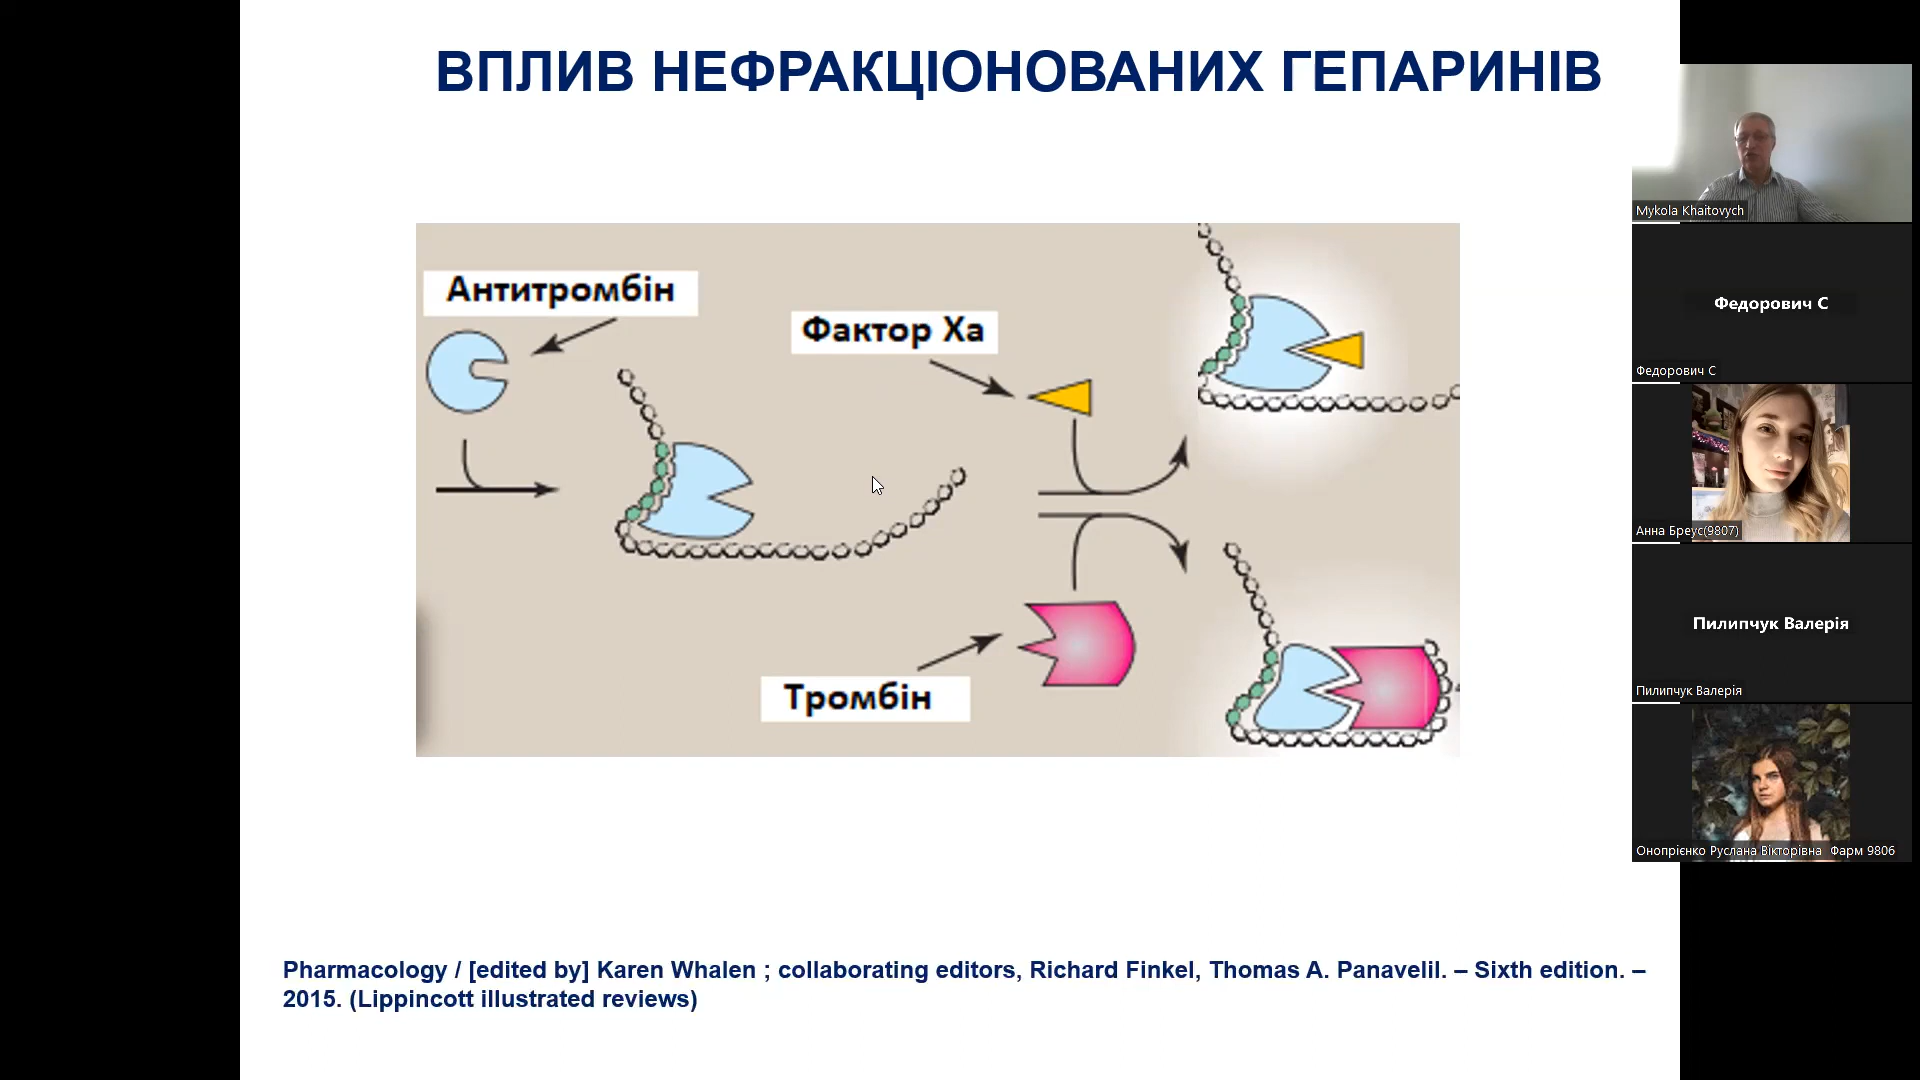 ВПЛИВ НЕФРАКЦІОНОВАНИХ ГЕПАРИНІВ
Антитромбін
Фактор Ха
Тромбін
Pharmacology / [edited by] Karen Whalen ; collaborating editors, Richard Finkel, Thomas A. Panavelil. – Sixth edition. –
2015. (Lippincott illustrated reviews)
Mykola Khaitovych
Федорович С
Федорович С
Анна Бреус(9807)
Пилипчук Валерія
Пилипчук Валерія
Онопрієнко Руслана Вікторівна Фарм 9806